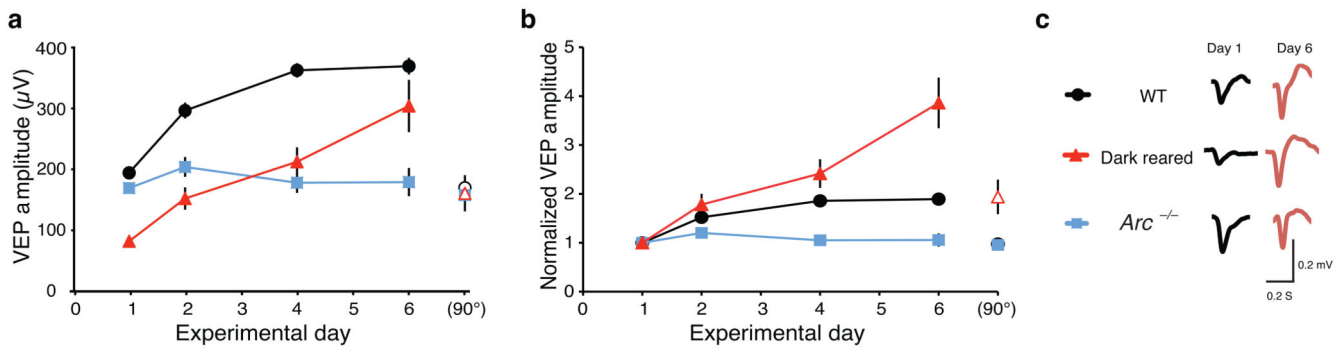 a
VEP amplitude (µV)
400
300
200
100
0
0 1 2 3 4 5 6 (90°)
Experimental day
b
Normalized VEP amplitude
5
4
3
2
1
0
0 1 2 3 4 5 6 (90°)
Experimental day
c
Day 1 Day 6
WT
Dark reared
Arc −/−
0.2 mV
0.2 S